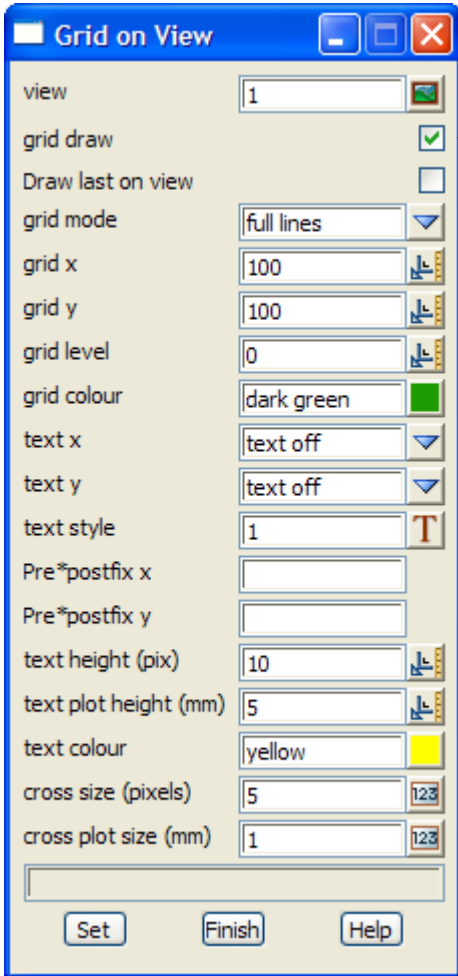 Grid on View
view 1
grid draw
Draw last on view
grid mode full lines
grid x 100
grid y 100
grid level 0
grid colour dark green
text x text off
text y text off
text style 1 T
Pre*postfix x
Pre*postfix y
text height (pix) 10
text plot height (mm) 5
text colour yellow
cross size (pixels) 5 123
cross plot size (mm) 1 123
Set Finish Help